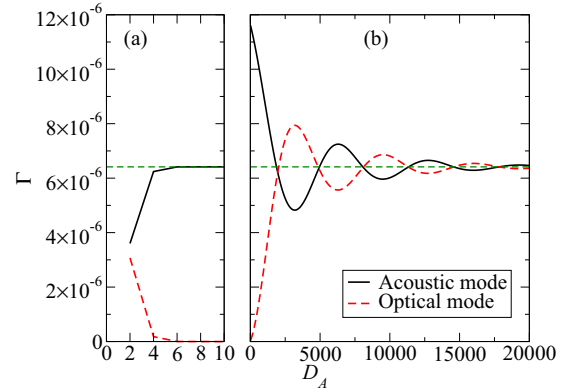 (a)
(b)
12×10⁻⁶
10×10⁻⁶
8×10⁻⁶
Γ
6×10⁻⁶
4×10⁻⁶
2×10⁻⁶
0
Acoustic mode
Optical mode
0 2 4 6 8 10
0 5000 10000 15000 20000
D_A